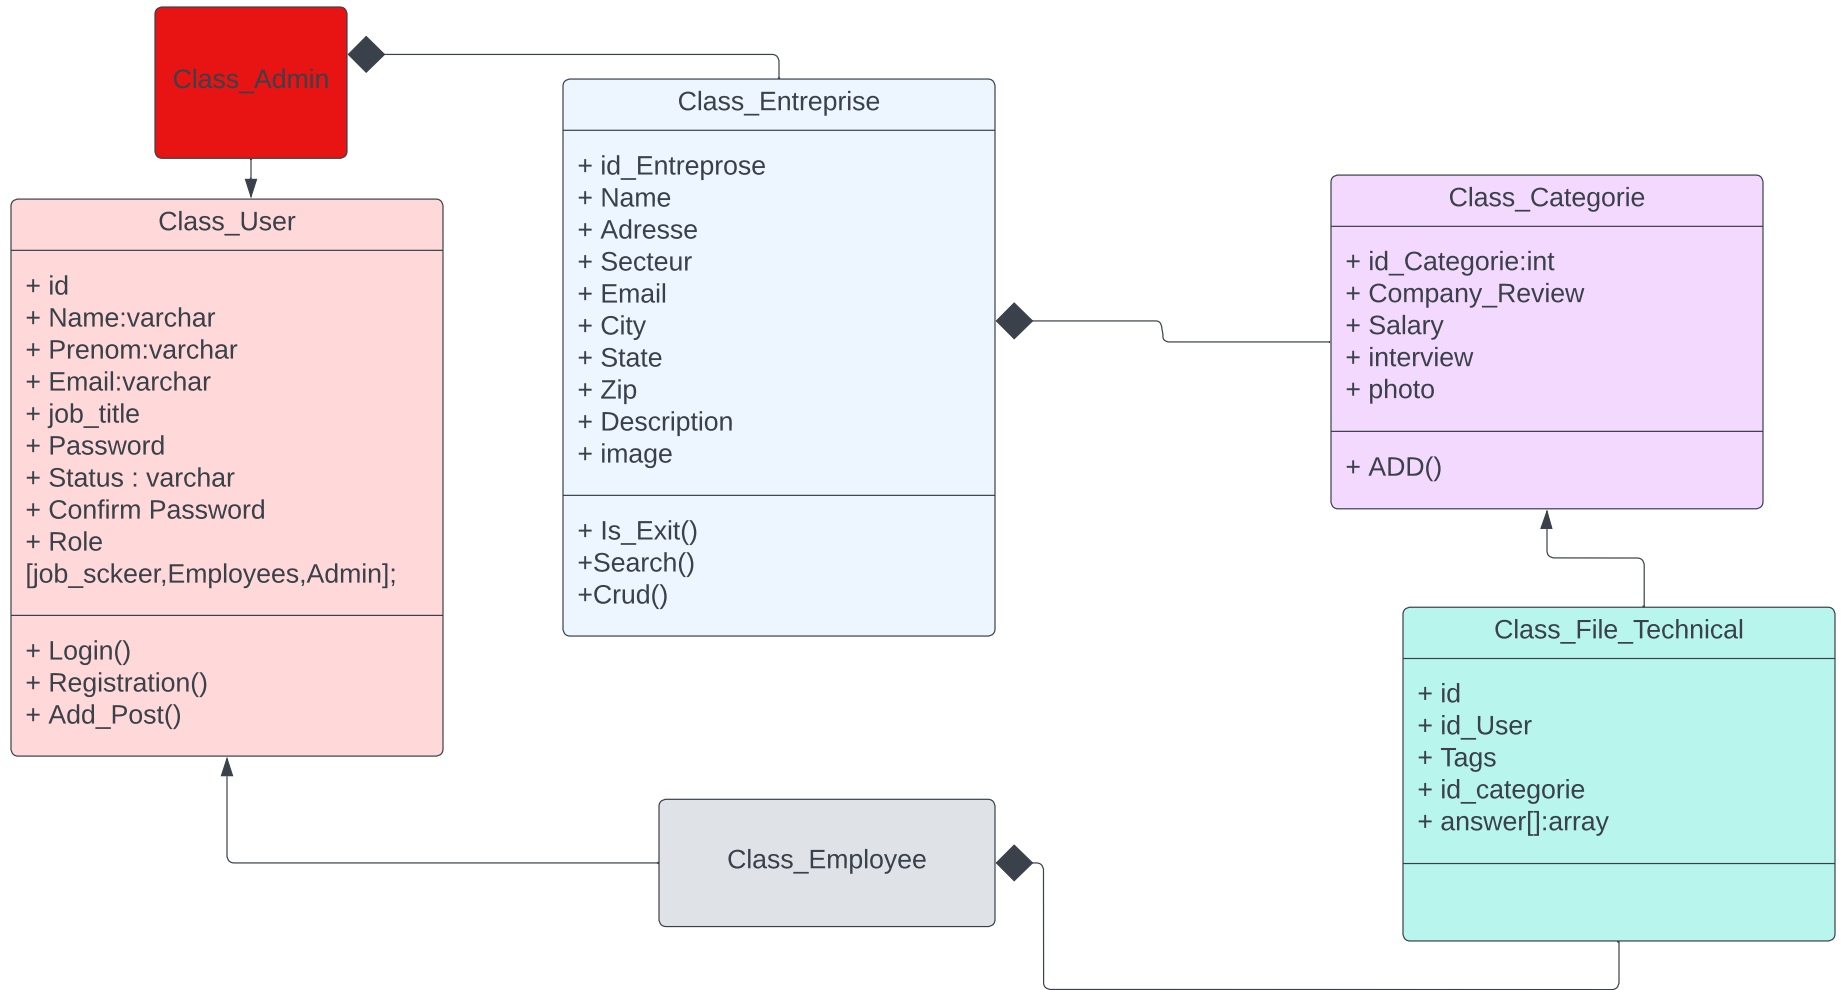 Class_Admin
Class_Entreprise
+ id_Entreprose
+ Name
+ Adresse
+ Secteur
+ Email
+ City
+ State
+ Zip
+ Description
+ image
+ Is_Exit()
+Search()
+Crud()
Class_Categorie
+ id_Categorie:int
+ Company_Review
+ Salary
+ interview
+ photo
+ ADD()
Class_User
+ id
+ Name:varchar
+ Prenom:varchar
+ Email:varchar
+ job_title
+ Password
+ Status : varchar
+ Confirm Password
+ Role
[job_sckeer,Employees,Admin];
+ Login()
+ Registration()
+ Add_Post()
Class_File_Technical
+ id
+ id_User
+ Tags
+ id_categorie
+ answer[]:array
Class_Employee